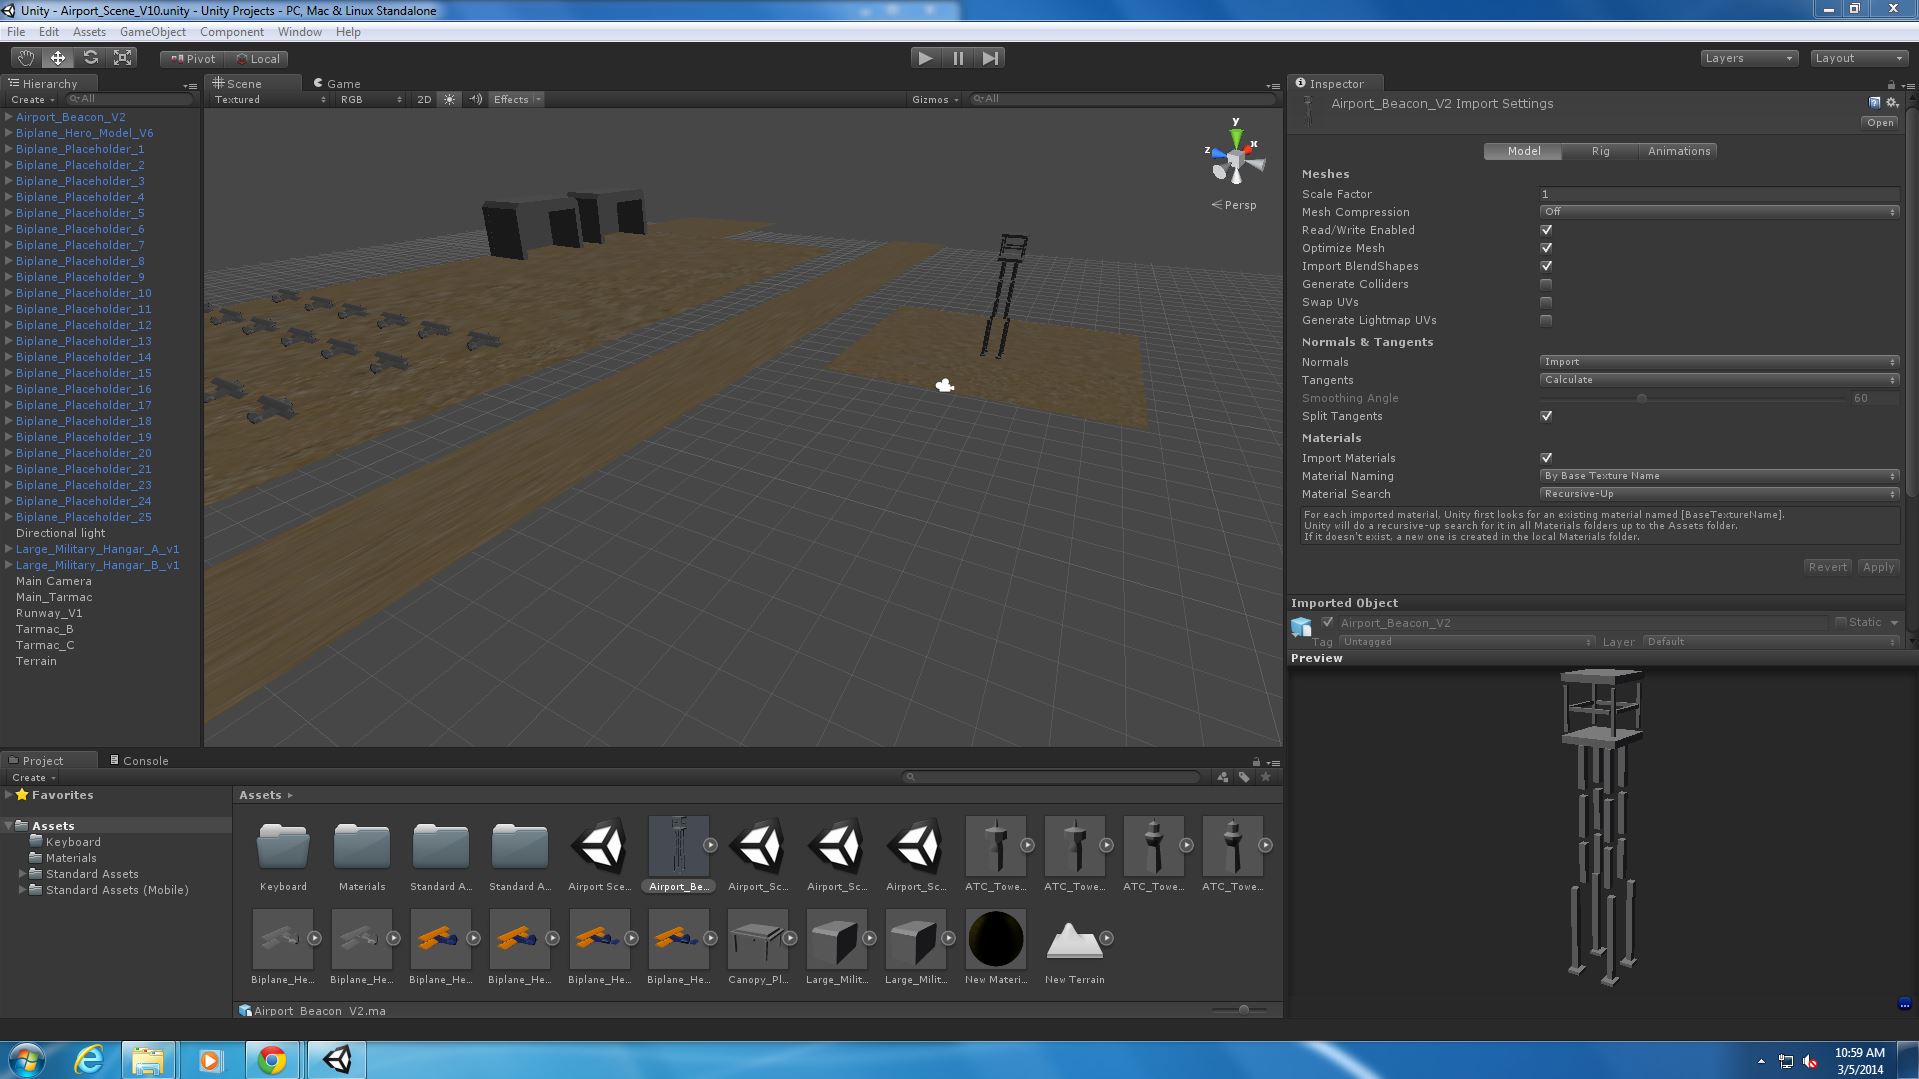 Unity - Airport_Scene_V10.unity - Unity Projects - PC, Mac & Linux Standalone
File Edit Assets GameObject Component Window Help
Pivot Local Layers Layout
Hierarchy
Create All
Airport_Beacon_V2
Biplane_Hero_Model_V6
Biplane_Placeholder_1
Biplane_Placeholder_2
Biplane_Placeholder_3
Biplane_Placeholder_4
Biplane_Placeholder_5
Biplane_Placeholder_6
Biplane_Placeholder_7
Biplane_Placeholder_8
Biplane_Placeholder_9
Biplane_Placeholder_10
Biplane_Placeholder_11
Biplane_Placeholder_12
Biplane_Placeholder_13
Biplane_Placeholder_14
Biplane_Placeholder_15
Biplane_Placeholder_16
Biplane_Placeholder_17
Biplane_Placeholder_18
Biplane_Placeholder_19
Biplane_Placeholder_20
Biplane_Placeholder_21
Biplane_Placeholder_23
Biplane_Placeholder_24
Biplane_Placeholder_25
Directional light
Large_Military_Hangar_A_v1
Large_Military_Hangar_B_v1
Main Camera
Main_Tarmac
Runway_V1
Tarmac_B
Tarmac_C
Terrain
Scene Game
Textured RGB 2D Effects Gizmos All
y
z x
Persp
Inspector
Airport_Beacon_V2 Import Settings
Open
Model Rig Animations
Meshes
Scale Factor 1
Mesh Compression Off
Read/Write Enabled
Optimize Mesh
Import BlendShapes
Generate Colliders
Swap UVs
Generate Lightmap UVs
Normals & Tangents
Normals Import
Tangents Calculate
Smoothing Angle 60
Split Tangents
Materials
Import Materials
Material Naming By Base Texture Name
Material Search Recursive-Up
For each imported material, Unity first looks for an existing material named [BaseTextureName].
Unity will do a recursive-up search for it in all Materials folders up to the Assets folder.
If it doesn't exist, a new one is created in the local Materials folder.
Revert Apply
Imported Object
Airport_Beacon_V2 Static
Tag Untagged Layer Default
Preview
Project Console
Create
Favorites
Assets
Keyboard
Materials
Standard Assets
Standard Assets (Mobile)
Assets
Keyboard Materials Standard A... Standard A... Airport Sce... Airport_Be... Airport_Sc... Airport_Sc... Airport_Sc... ATC_Towe... ATC_Towe... ATC_Towe... ATC_Towe...
Biplane_He... Biplane_He... Biplane_He... Biplane_He... Biplane_He... Biplane_He... Canopy_Pl... Large_Milit... Large_Milit... New Materi... New Terrain
Airport_Beacon_V2.ma
10:59 AM
3/5/2014